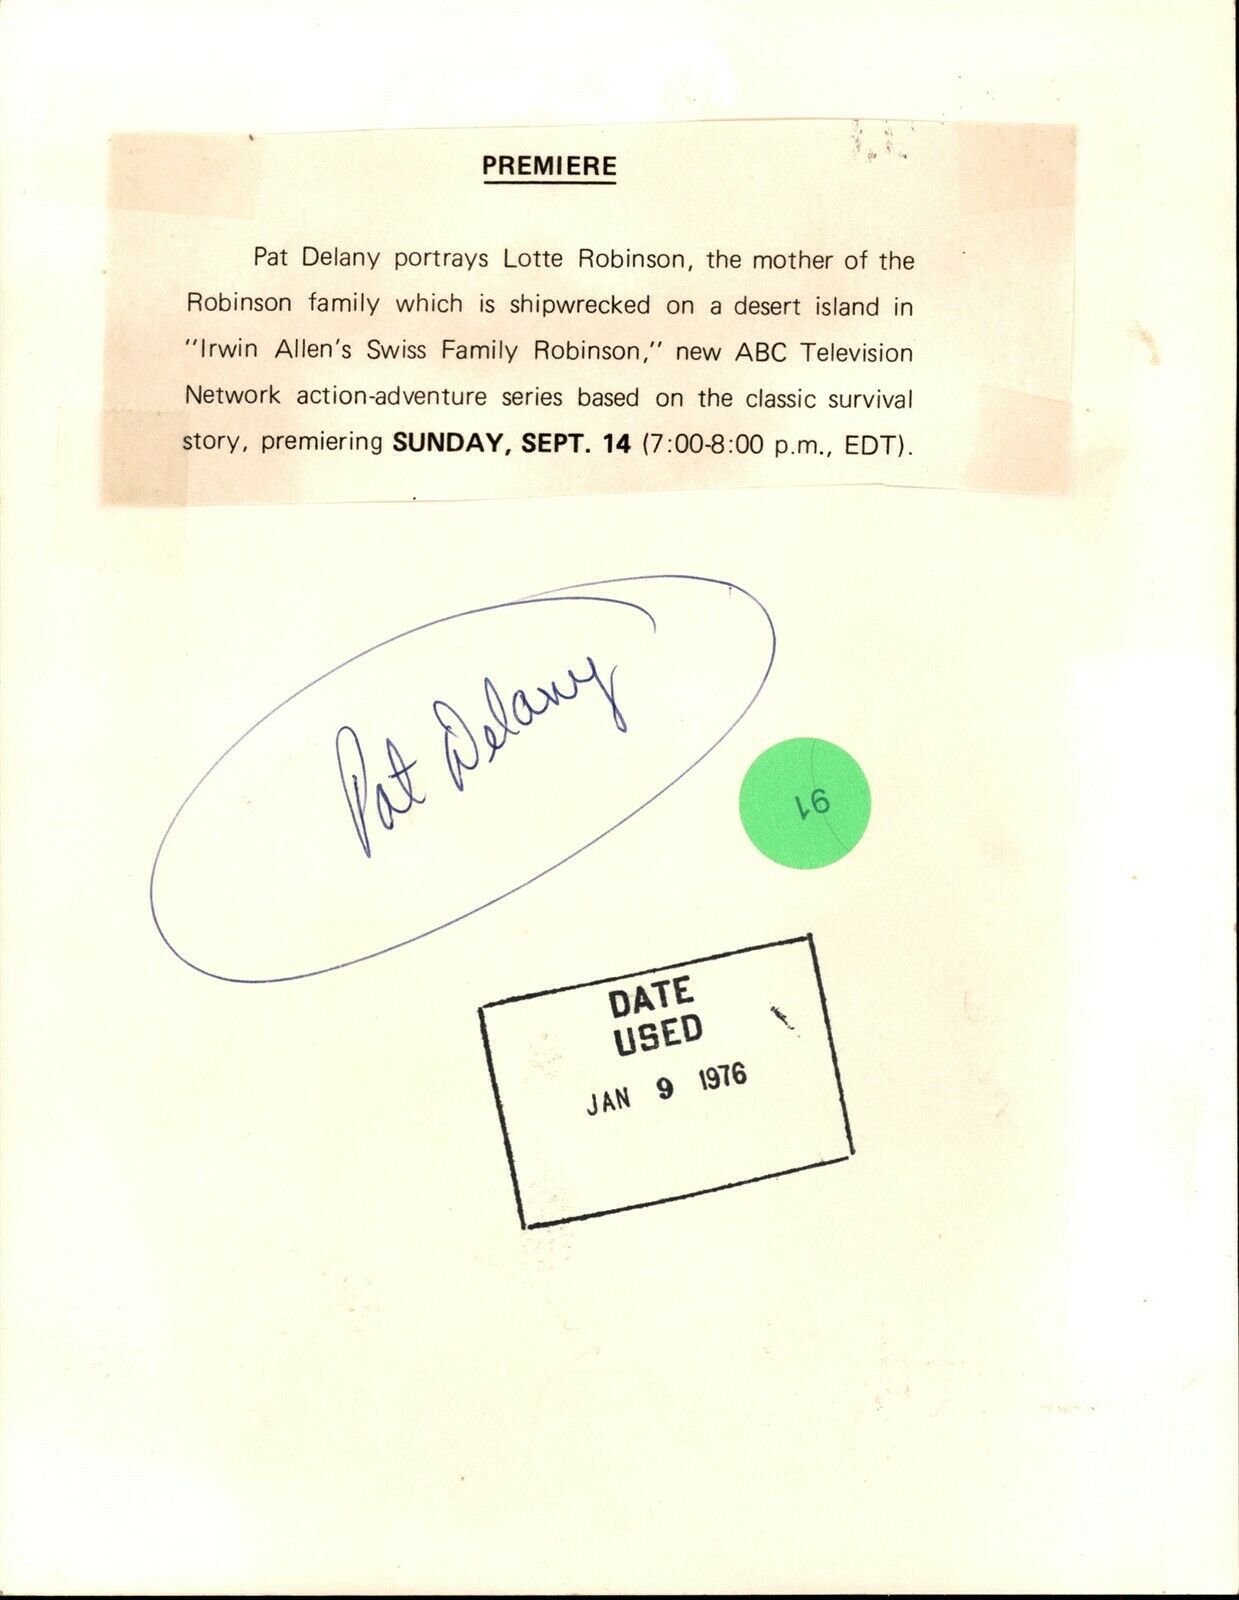 PREMIERE
Pat Delany portrays Lotte Robinson, the mother of the
Robinson family which is shipwrecked on a desert island in
"Irwin Allen's Swiss Family Robinson," new ABC Television
Network action-adventure series based on the classic survival
story, premiering SUNDAY, SEPT. 14 (7:00-8:00 p.m., EDT).
Pat Delany
91
DATE
USED
JAN 9 1976